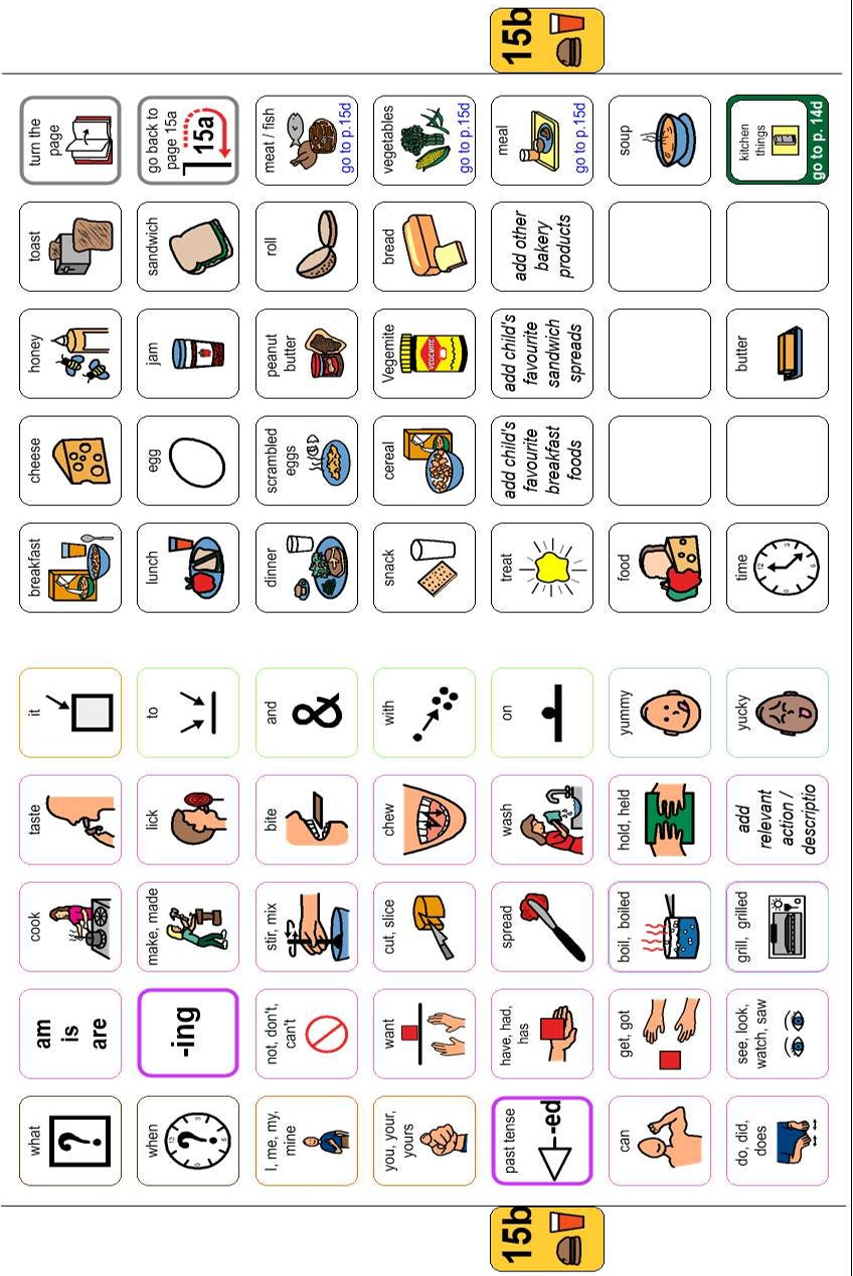 what
?
am
is
are
cook
taste
it
breakfast
cheese
honey
toast
turn the
page
when
?
-ing
make, made
lick
to
lunch
egg
jam
sandwich
go back to
page 15a
15a
I, me, my,
mine
not, don't,
can't
stir, mix
bite
and
&
dinner
scrambled
eggs
peanut
butter
roll
meat / fish
go to p.15d
you, your,
yours
want
cut, slice
chew
with
snack
cereal
Vegemite
VEGEMITE
bread
vegetables
go to p.15d
15b
past tense
-ed
have, had,
has
spread
wash
on
treat
add child's
favourite
breakfast
foods
add child's
favourite
sandwich
spreads
add other
bakery
products
meal
go to p.15d
15b
can
get, got
boil, boiled
hold, held
yummy
food
soup
do, did,
does
see, look,
watch, saw
grill, grilled
add
relevant
action /
descriptio
yucky
time
butter
kitchen
things
go to p. 14d